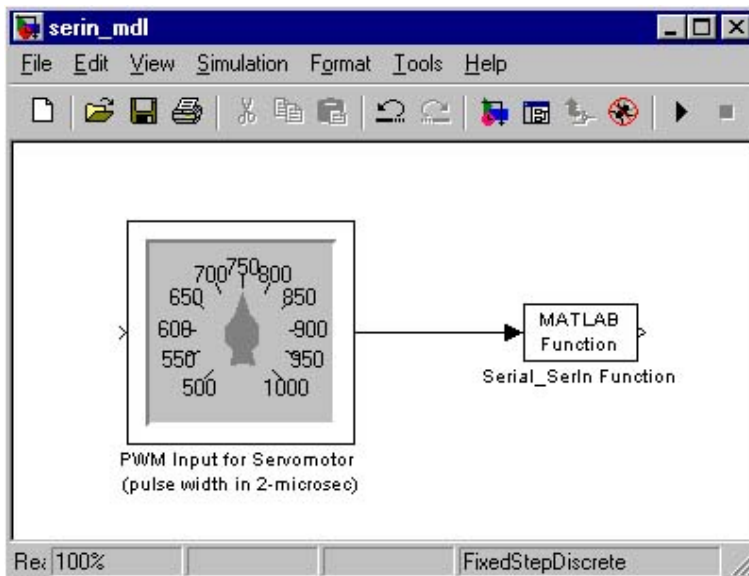 serin_mdl
File Edit View Simulation Format Tools Help
750
700 800
650 850
600 900
550 950
500 1000
MATLAB
Function
Serial_SerIn Function
PWM Input for Servomotor
(pulse width in 2-microsec)
Rea 100% FixedStepDiscrete